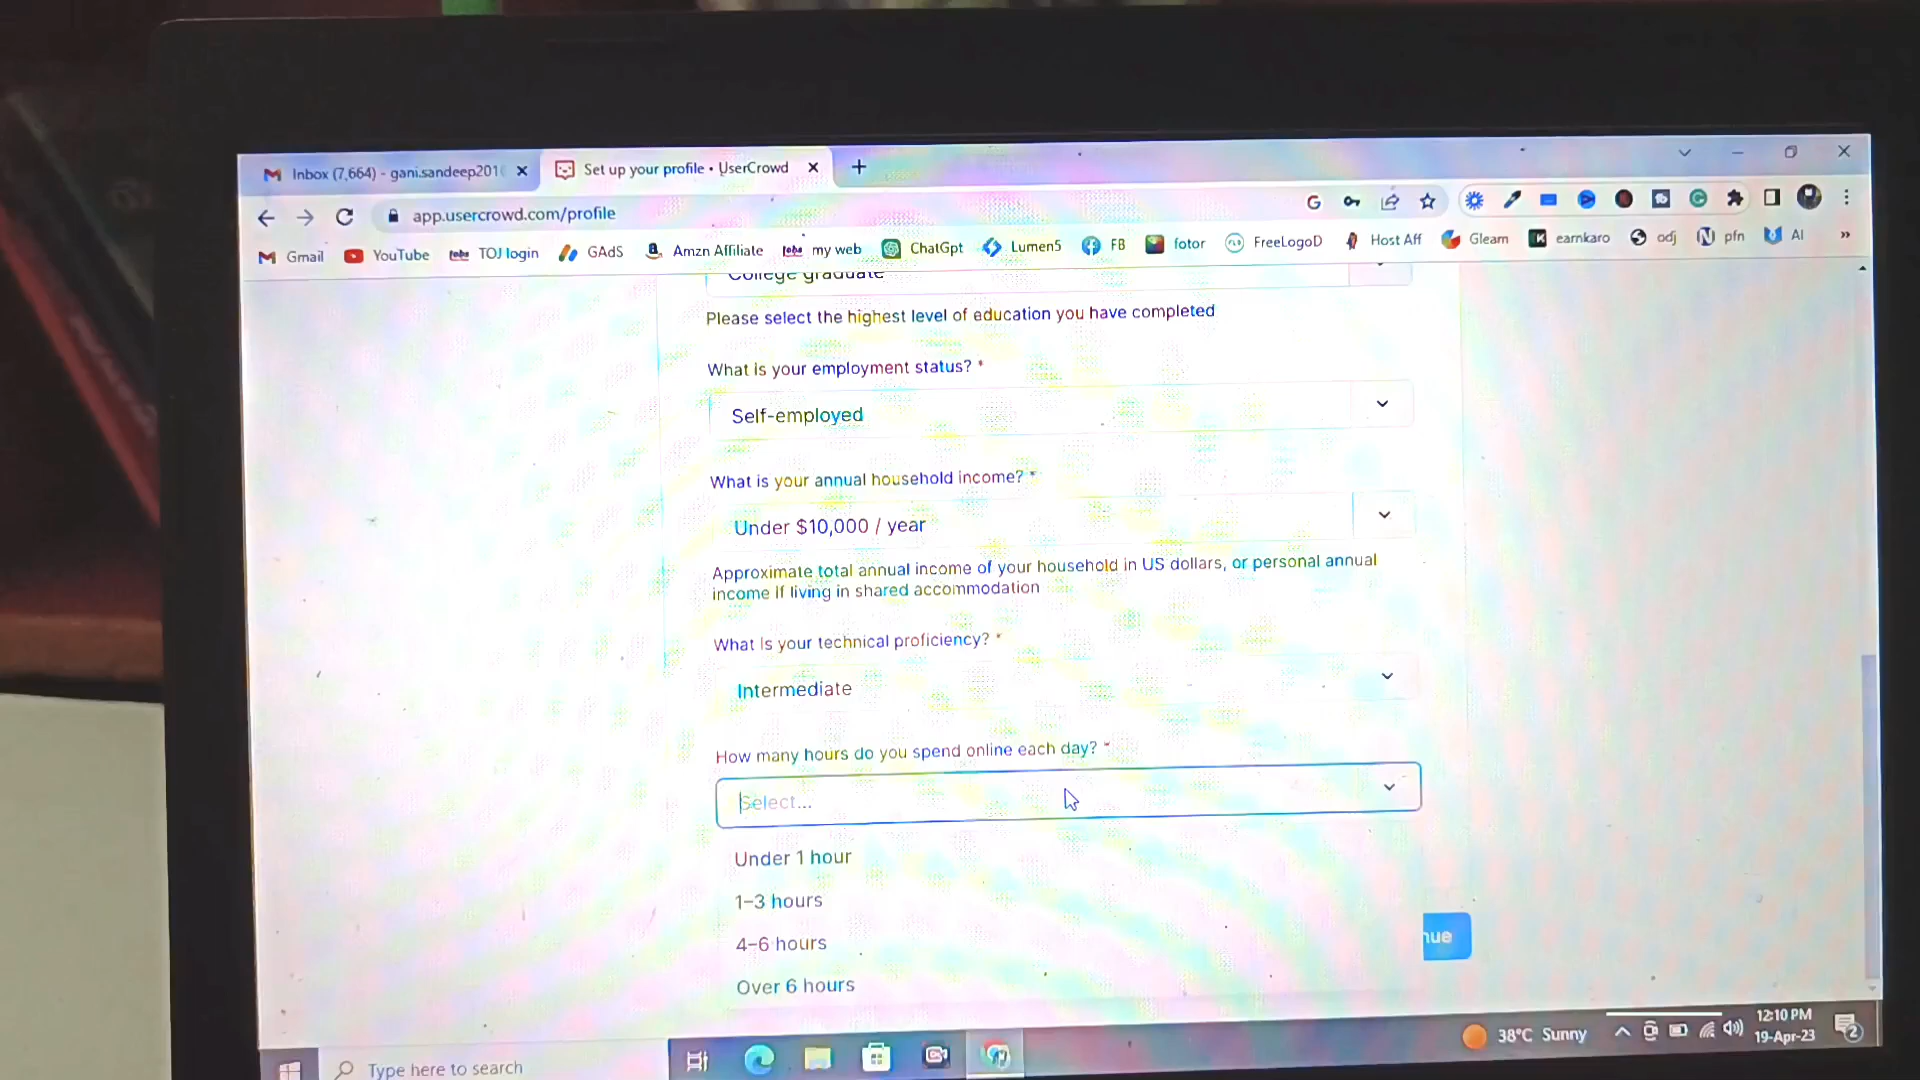 Inbox (7,664) - gani.sandeep201
Set up your profile • UserCrowd
app.usercrowd.com/profile
Gmail YouTube TOJ login GAdS Amzn Affiliate my web ChatGpt Lumen5 FB fotor FreeLogoD Host Aff Gleam earnkaro odj pfn AI »
College graduate
Please select the highest level of education you have completed
What is your employment status? *
Self-employed
What is your annual household income? *
Under $10,000 / year
Approximate total annual income of your household in US dollars, or personal annual
income if living in shared accommodation
What is your technical proficiency? *
Intermediate
How many hours do you spend online each day? *
Select...
Under 1 hour
1–3 hours
4–6 hours
nue
Over 6 hours
Type here to search
38°C Sunny
12:10 PM
19-Apr-23
2